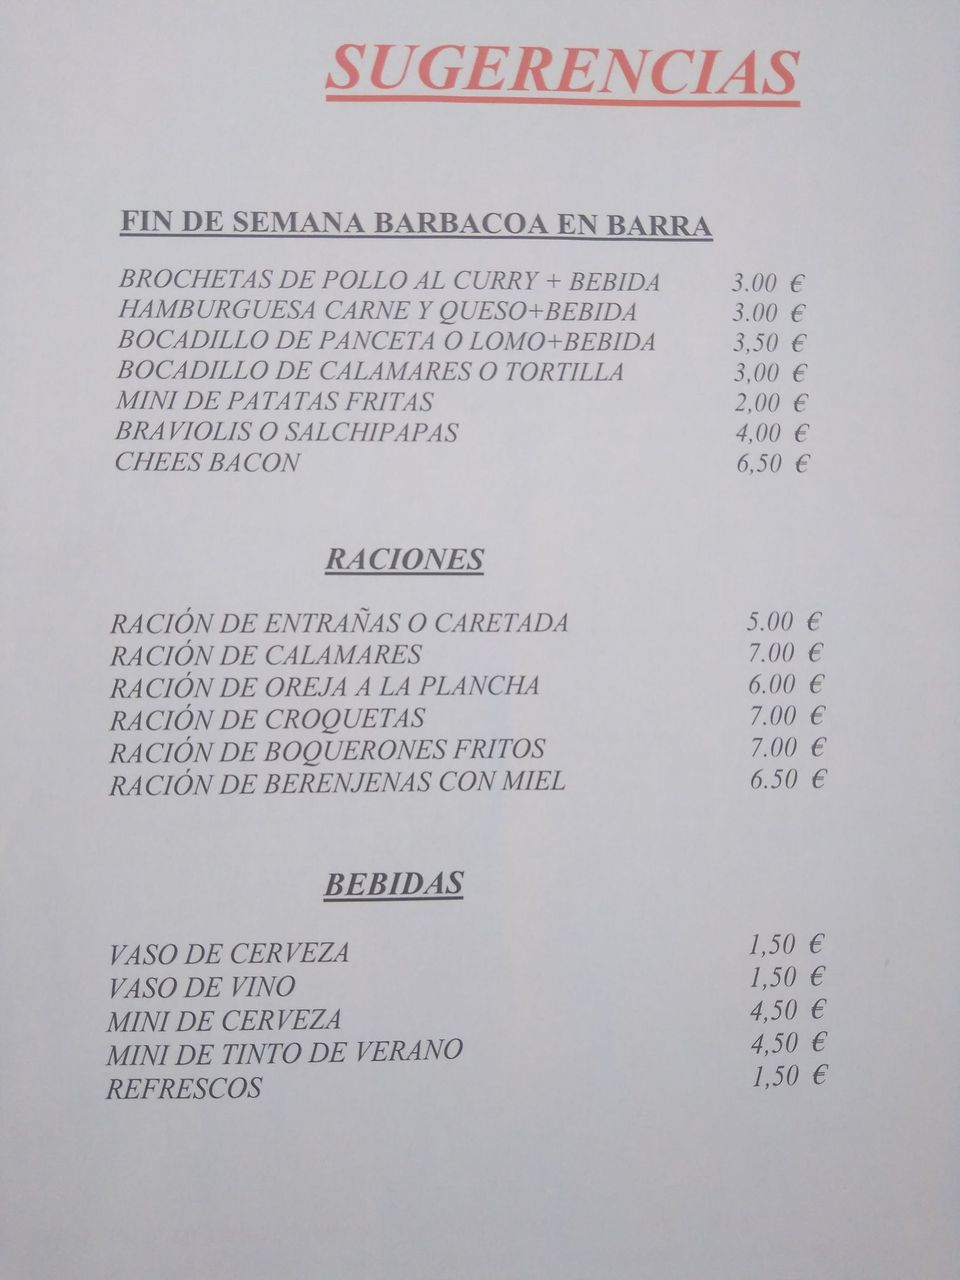 SUGERENCIAS
FIN DE SEMANA BARBACOA EN BARRA
BROCHETAS DE POLLO AL CURRY + BEBIDA 3.00 €
HAMBURGUESA CARNE Y QUESO+BEBIDA 3.00 €
BOCADILLO DE PANCETA O LOMO+BEBIDA 3,50 €
BOCADILLO DE CALAMARES O TORTILLA 3,00 €
MINI DE PATATAS FRITAS 2,00 €
BRAVIOLIS O SALCHIPAPAS 4,00 €
CHEES BACON 6,50 €
RACIONES
RACIÓN DE ENTRAÑAS O CARETADA 5.00 €
RACIÓN DE CALAMARES 7.00 €
RACIÓN DE OREJA A LA PLANCHA 6.00 €
RACIÓN DE CROQUETAS 7.00 €
RACIÓN DE BOQUERONES FRITOS 7.00 €
RACIÓN DE BERENJENAS CON MIEL 6.50 €
BEBIDAS
VASO DE CERVEZA 1,50 €
VASO DE VINO 1,50 €
MINI DE CERVEZA 4,50 €
MINI DE TINTO DE VERANO 4,50 €
REFRESCOS 1,50 €